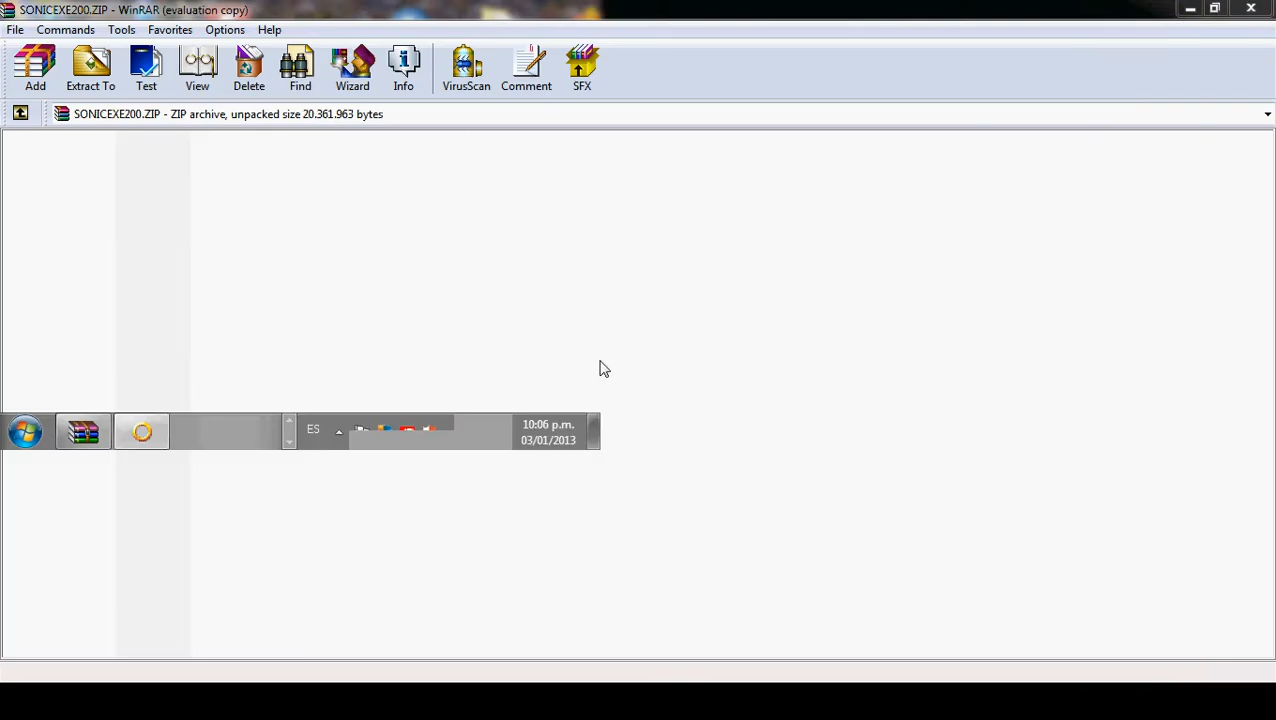 SONICEXE200.ZIP - WinRAR (evaluation copy)
File Commands Tools Favorites Options Help
Add Extract To Test View Delete Find Wizard Info VirusScan Comment SFX
SONICEXE200.ZIP - ZIP archive, unpacked size 20.361.963 bytes
ES
10:06 p.m.
03/01/2013